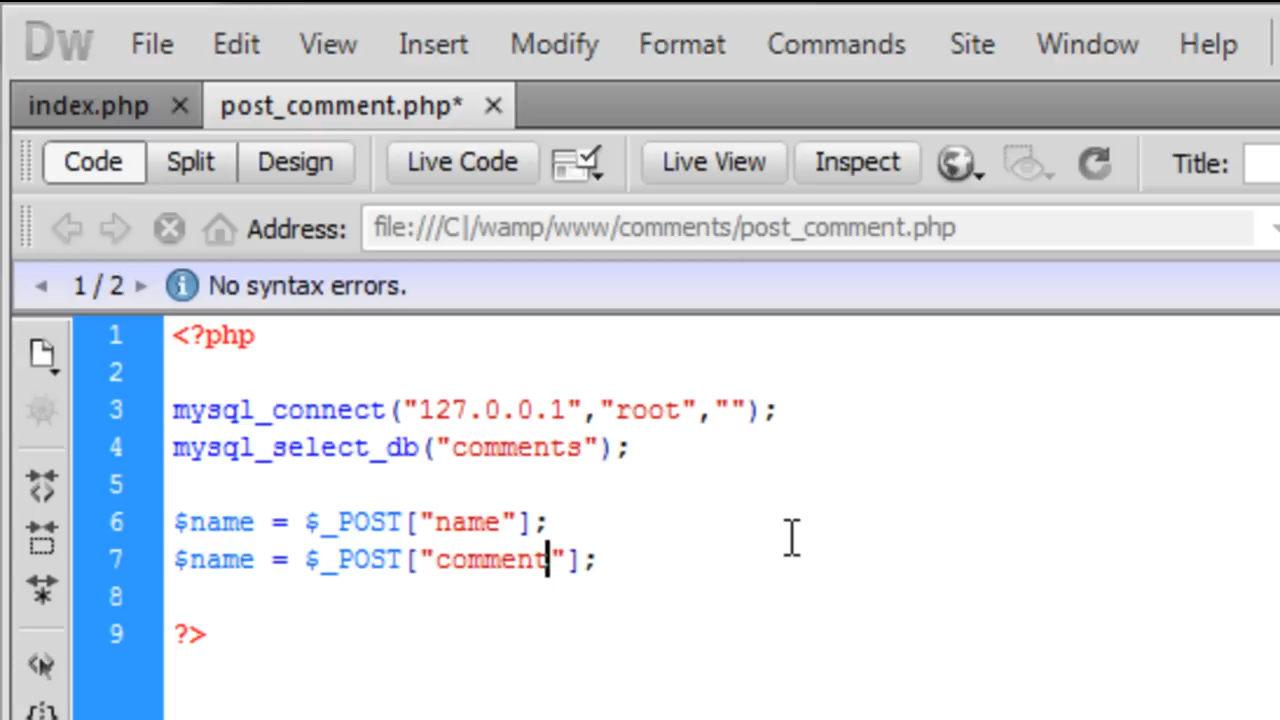 Dw File Edit View Insert Modify Format Commands Site Window Help
index.php × post_comment.php* ×
Code Split Design Live Code Live View Inspect Title:
Address: file:///C|/wamp/www/comments/post_comment.php
1 / 2 No syntax errors.
1 <?php
2
3 mysql_connect("127.0.0.1","root","");
4 mysql_select_db("comments");
5
6 $name = $_POST["name"];
7 $name = $_POST["comment"];
8
9 ?>